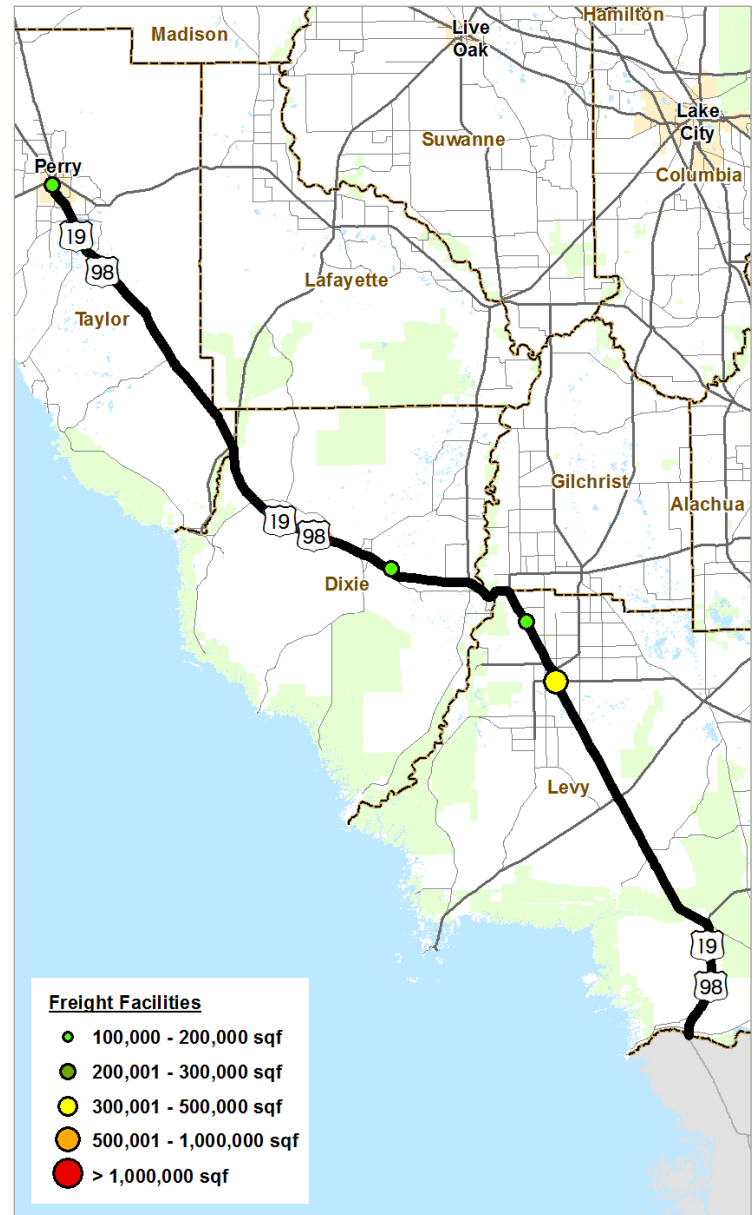 Hamilton
Madison
Live
Oak
Lake
City
Suwanne
Perry
Columbia
19
98
Lafayette
Taylor
Gilchrist
Alachua
19
98
Dixie
Levy
19
98
Freight Facilities
100,000 - 200,000 sqf
200,001 - 300,000 sqf
300,001 - 500,000 sqf
500,001 - 1,000,000 sqf
> 1,000,000 sqf